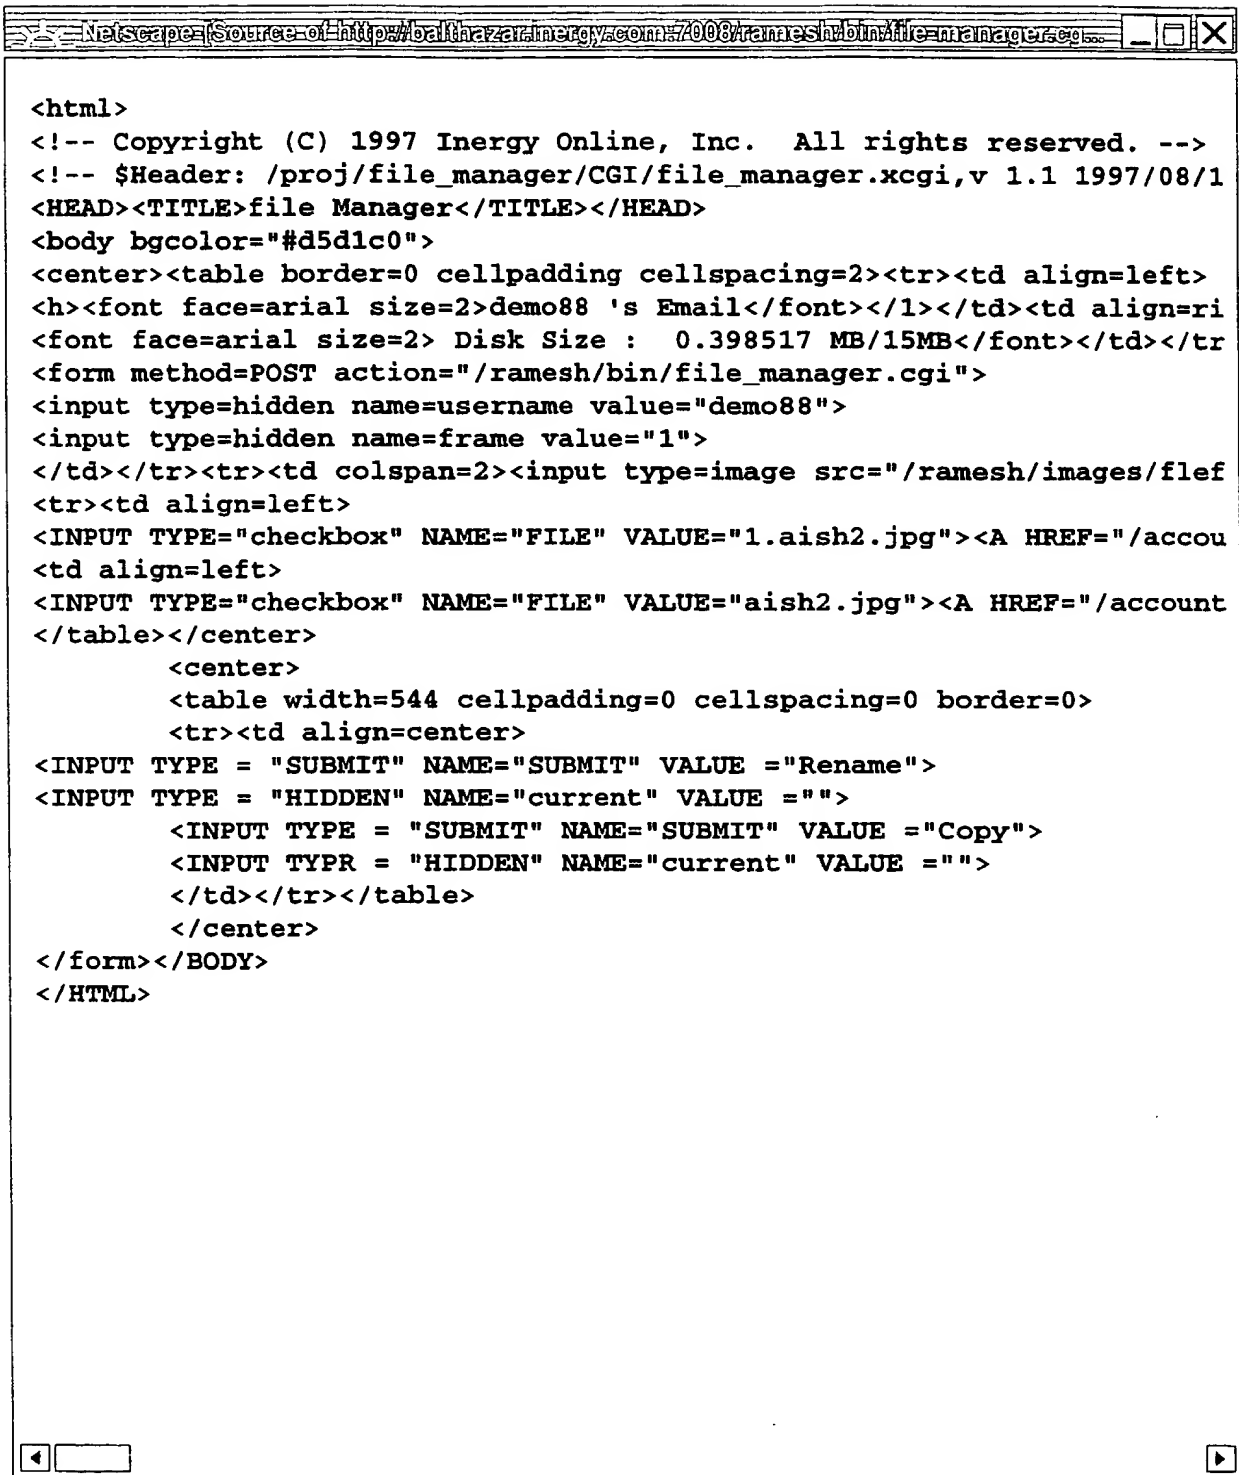 Netscape-[Source of http://balthazar.inergy.com:7008/ramesh/bin/file-manager.cg...
<html>
<!-- Copyright (C) 1997 Inergy Online, Inc.  All rights reserved. -->
<!-- $Header: /proj/file_manager/CGI/file_manager.xcgi,v 1.1 1997/08/1
<HEAD><TITLE>file Manager</TITLE></HEAD>
<body bgcolor="#d5d1c0">
<center><table border=0 cellpadding cellspacing=2><tr><td align=left>
<h><font face=arial size=2>demo88 's Email</font></1></td><td align=ri
<font face=arial size=2> Disk Size :  0.398517 MB/15MB</font></td></tr
<form method=POST action="/ramesh/bin/file_manager.cgi">
<input type=hidden name=username value="demo88">
<input type=hidden name=frame value="1">
</td></tr><tr><td colspan=2><input type=image src="/ramesh/images/flef
<tr><td align=left>
<INPUT TYPE="checkbox" NAME="FILE" VALUE="1.aish2.jpg"><A HREF="/accou
<td align=left>
<INPUT TYPE="checkbox" NAME="FILE" VALUE="aish2.jpg"><A HREF="/account
</table></center>
<center>
<table width=544 cellpadding=0 cellspacing=0 border=0>
<tr><td align=center>
<INPUT TYPE = "SUBMIT" NAME="SUBMIT" VALUE ="Rename">
<INPUT TYPE = "HIDDEN" NAME="current" VALUE ="">
<INPUT TYPE = "SUBMIT" NAME="SUBMIT" VALUE ="Copy">
<INPUT TYPR = "HIDDEN" NAME="current" VALUE ="">
</td></tr></table>
</center>
</form></BODY>
</HTML>